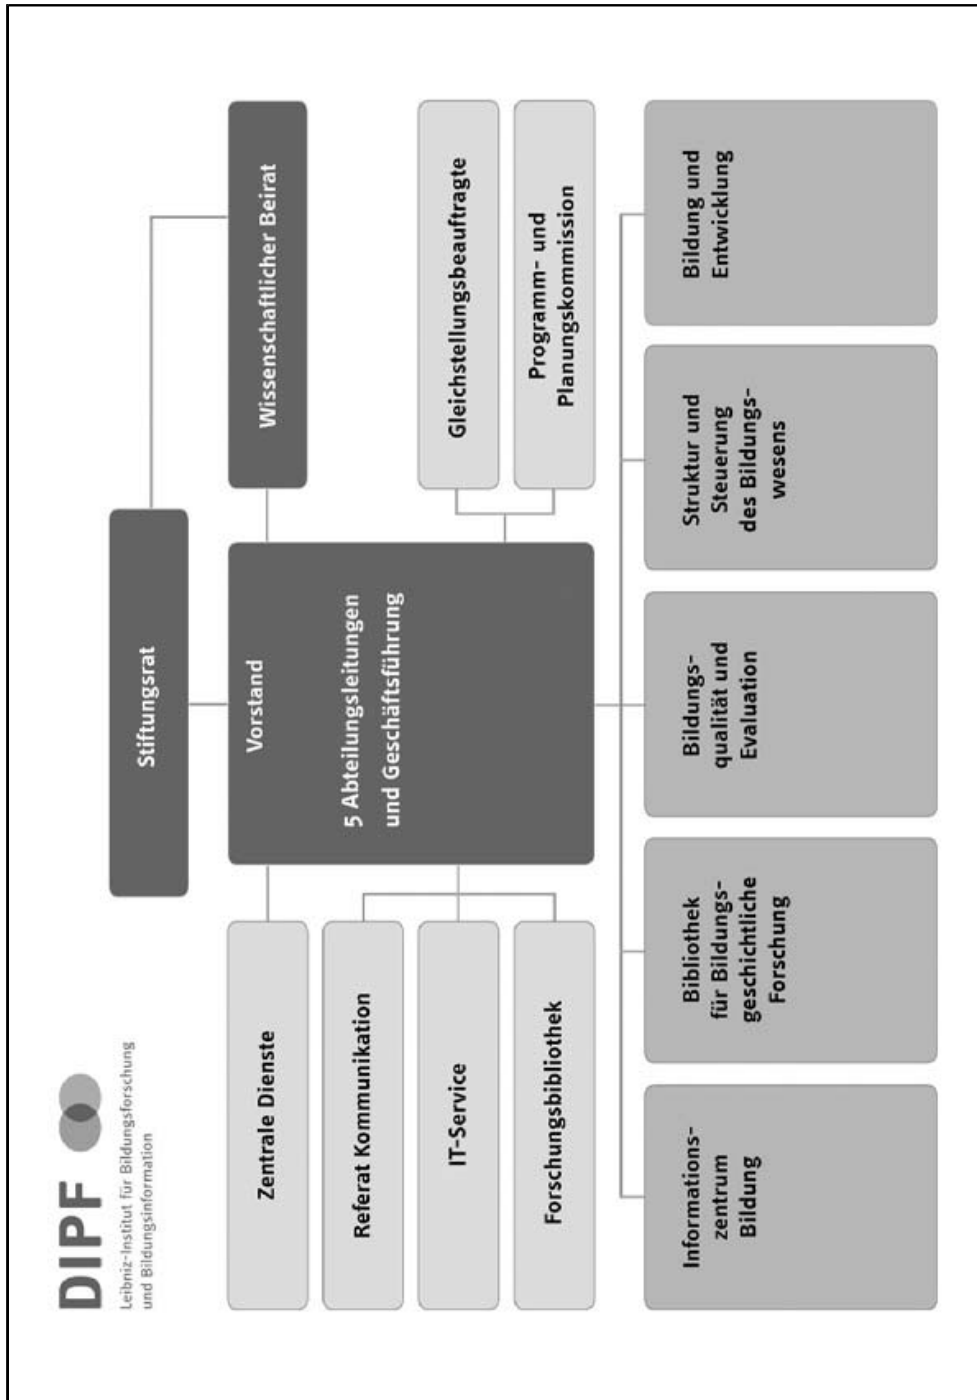 DIPF
Leibniz-Institut für Bildungsforschung
und Bildungsinformation
Stiftungsrat
Wissenschaftlicher Beirat
Vorstand
5 Abteilungsleitungen
und Geschäftsführung
Zentrale Dienste
Referat Kommunikation
IT-Service
Forschungsbibliothek
Gleichstellungsbeauftragte
Programm- und
Planungskommission
Informations-
zentrum
Bildung
Bibliothek
für Bildungs-
geschichtliche
Forschung
Bildungs-
qualität und
Evaluation
Struktur und
Steuerung
des Bildungs-
wesens
Bildung und
Entwicklung